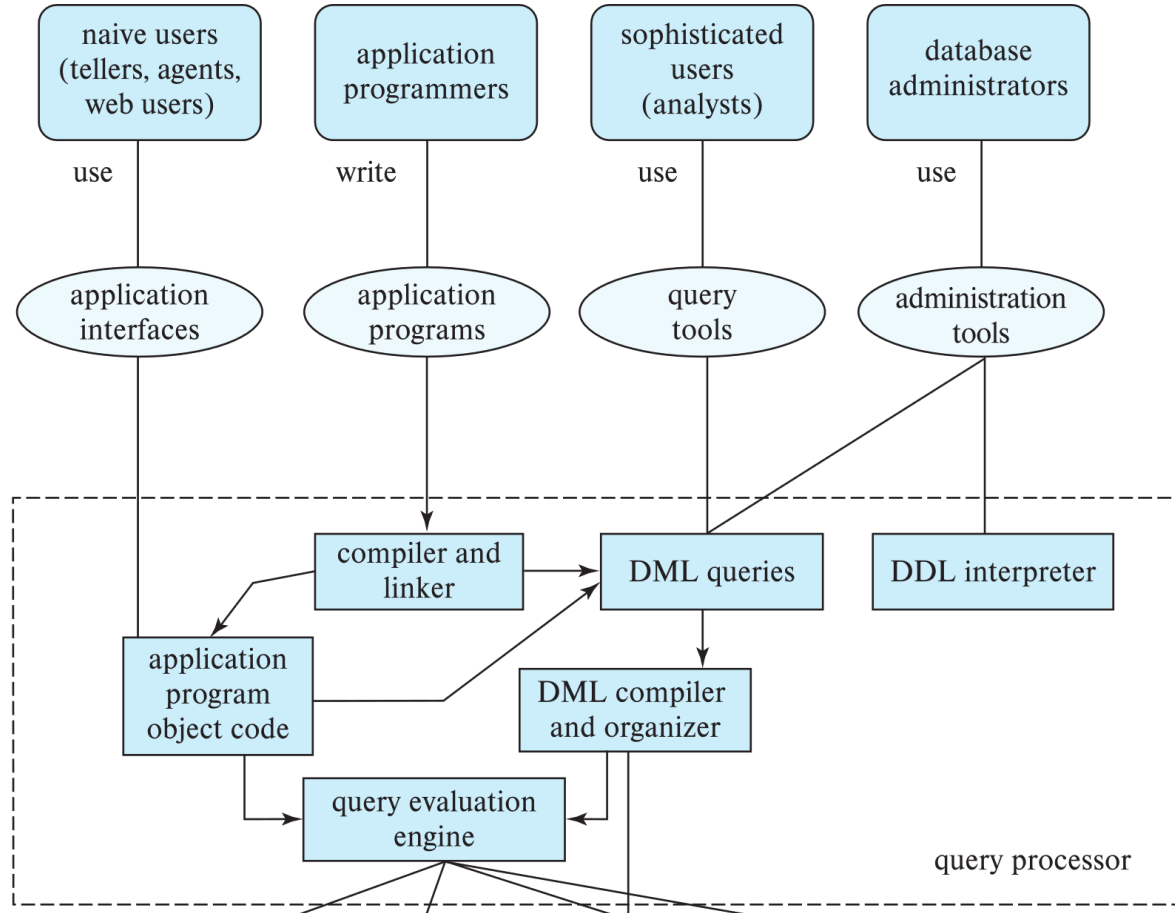 naive users
(tellers, agents,
web users)
application
programmers
sophisticated
users
(analysts)
database
administrators
use
write
use
use
application
interfaces
application
programs
query
tools
administration
tools
compiler and
linker
DML queries
DDL interpreter
application
program
object code
DML compiler
and organizer
query evaluation
engine
query processor